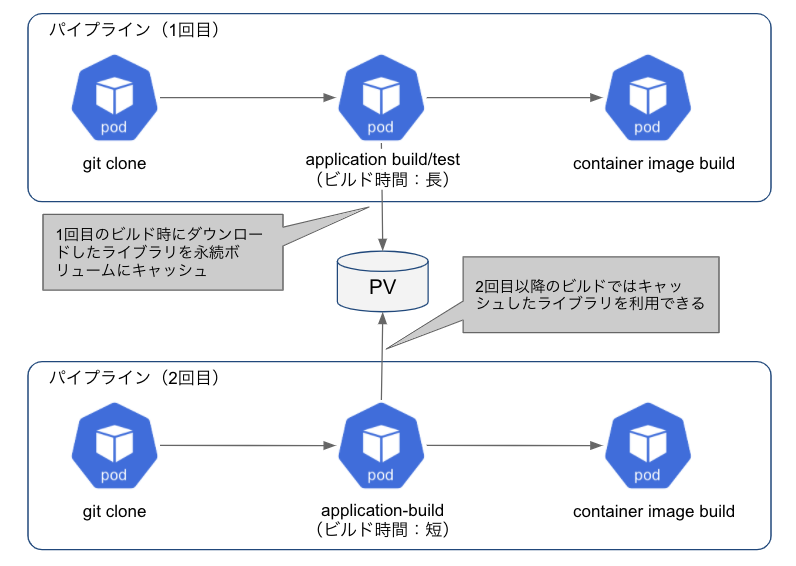 パイプライン（1回目）
pod
pod
pod
git clone
application build/test
（ビルド時間：長）
container image build
1回目のビルド時にダウンロー
ドしたライブラリを永続ボ
リュームにキャッシュ
PV
2回目以降のビルドではキャッ
シュしたライブラリを利用できる
パイプライン（2回目）
pod
pod
pod
git clone
application-build
（ビルド時間：短）
container image build